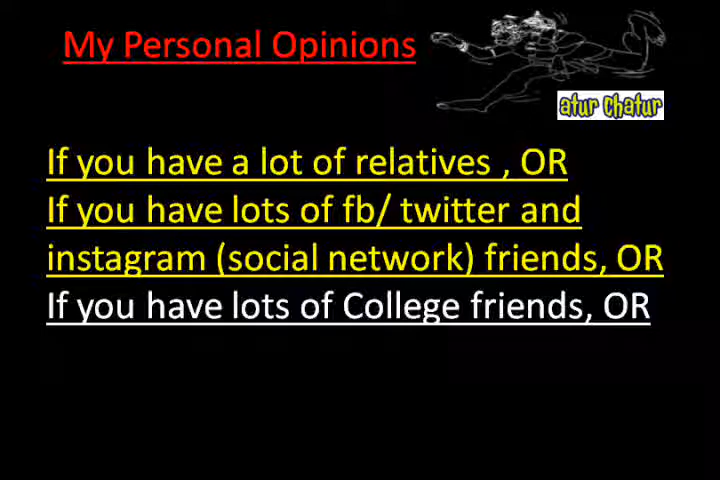 My Personal Opinions
atur chatur
If you have a lot of relatives , OR
If you have lots of fb/ twitter and
instagram (social network) friends, OR
If you have lots of College friends, OR